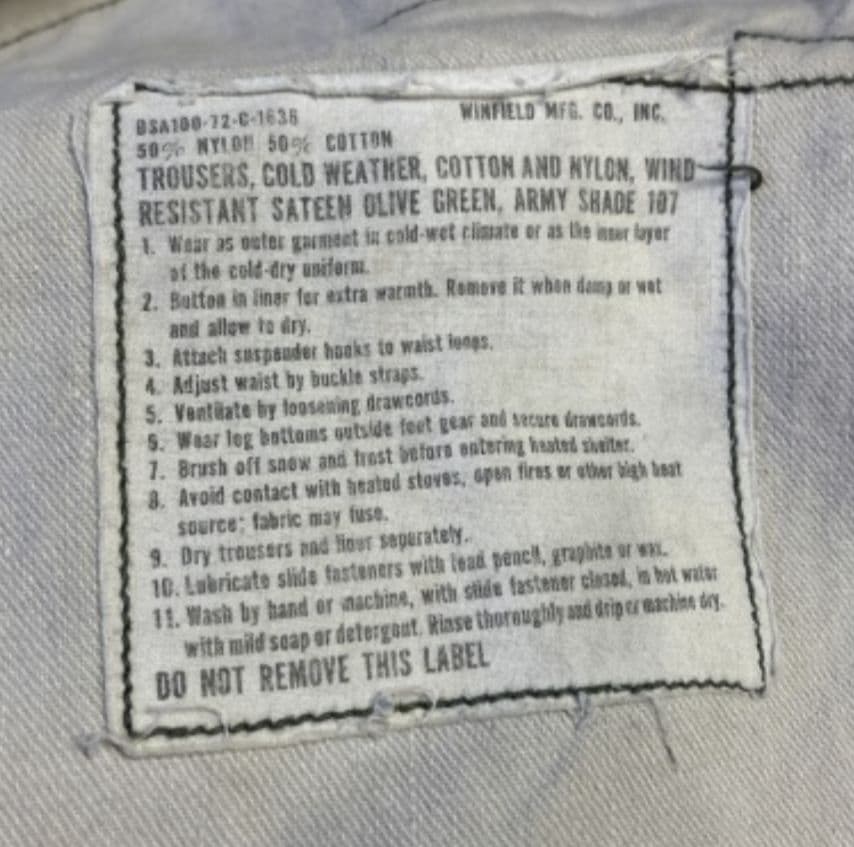 DSA100-72-C-1636 WINFIELD MFG. CO., INC.
50% NYLON 50% COTTON
TROUSERS, COLD WEATHER, COTTON AND NYLON, WIND
RESISTANT SATEEN OLIVE GREEN, ARMY SHADE 107
1. Wear as outer garment in cold-wet climate or as the inner layer
of the cold-dry uniform.
2. Button in liner for extra warmth. Remove it when damp or wet
and allow to dry.
3. Attach suspender hooks to waist loops.
4. Adjust waist by buckle straps.
5. Ventilate by loosening drawcords.
6. Wear leg bottoms outside foot gear and secure drawcords.
7. Brush off snow and frost before entering heated shelter.
8. Avoid contact with heated stoves, open fires or other high heat
source; fabric may fuse.
9. Dry trousers and liner separately.
10. Lubricate slide fasteners with lead pencil, graphite or wax.
11. Wash by hand or machine, with slide fastener closed, in hot water
with mild soap or detergent. Rinse thoroughly and drip or machine dry.
DO NOT REMOVE THIS LABEL